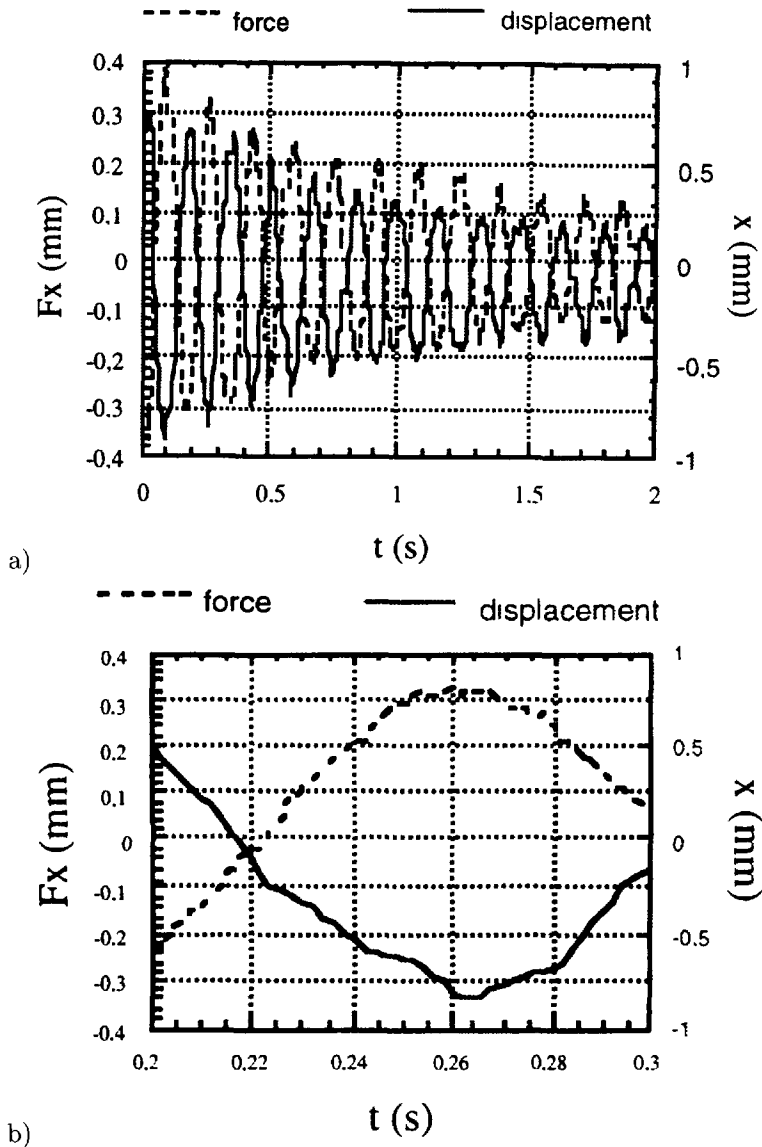 force displacement
0.4 1
0.3
0.2 0.5
0.1
0 0
-0.1
-0.2 -0.5
-0.3
-0.4 -1
Fx (mm)
x (mm)
0 0.5 1 1.5 2
t (s)
a)
force displacement
0.4 1
0.3
0.2 0.5
0.1
0 0
-0.1
-0.2 -0.5
-0.3
-0.4 -1
Fx (mm)
x (mm)
0.2 0.22 0.24 0.26 0.28 0.3
t (s)
b)